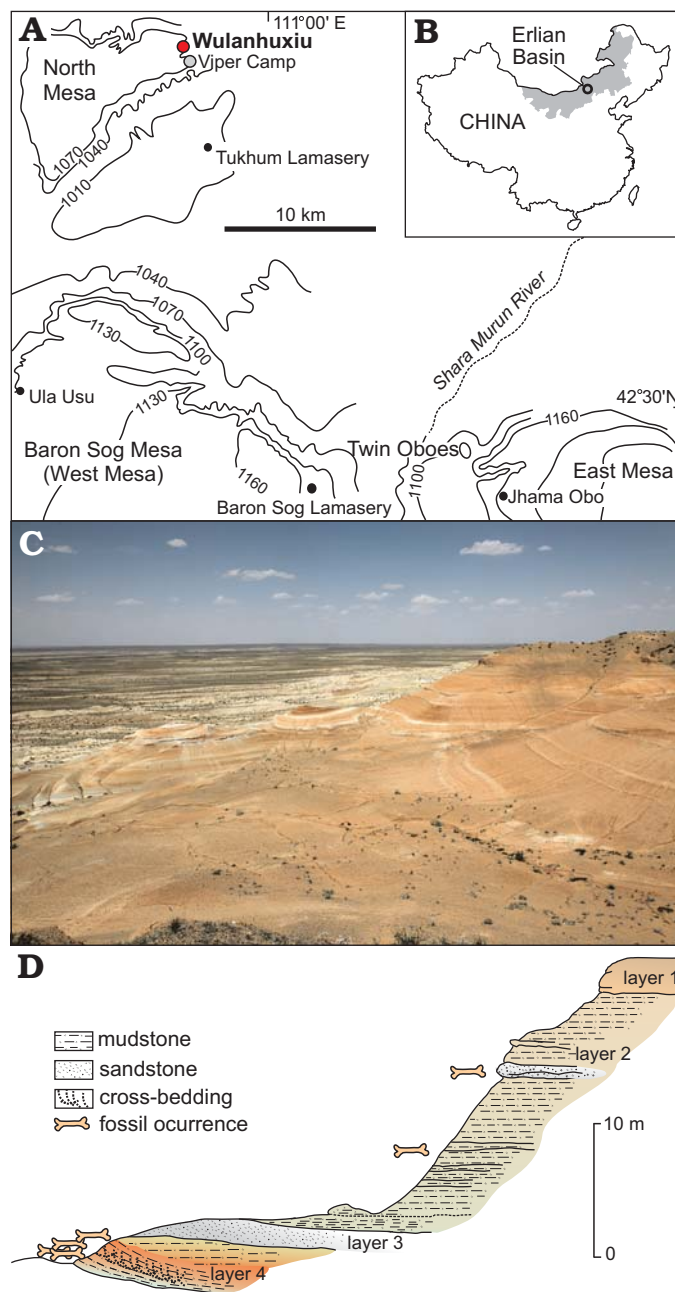 A
111°00' E
Wulanhuxiu
Viper Camp
North
Mesa
1070
1040
1010
Tukhum Lamasery
10 km
B
Erlian
Basin
CHINA
1040
1070
1100
1130
Ula Usu
1130
Baron Sog Mesa
(West Mesa)
1160
Baron Sog Lamasery
Shara Murun River
42°30'N
1160
Twin Oboes
1100
East Mesa
Jhama Obo
C
D
layer 1
mudstone
sandstone
cross-bedding
fossil ocurrence
layer 2
10 m
layer 3
0
layer 4